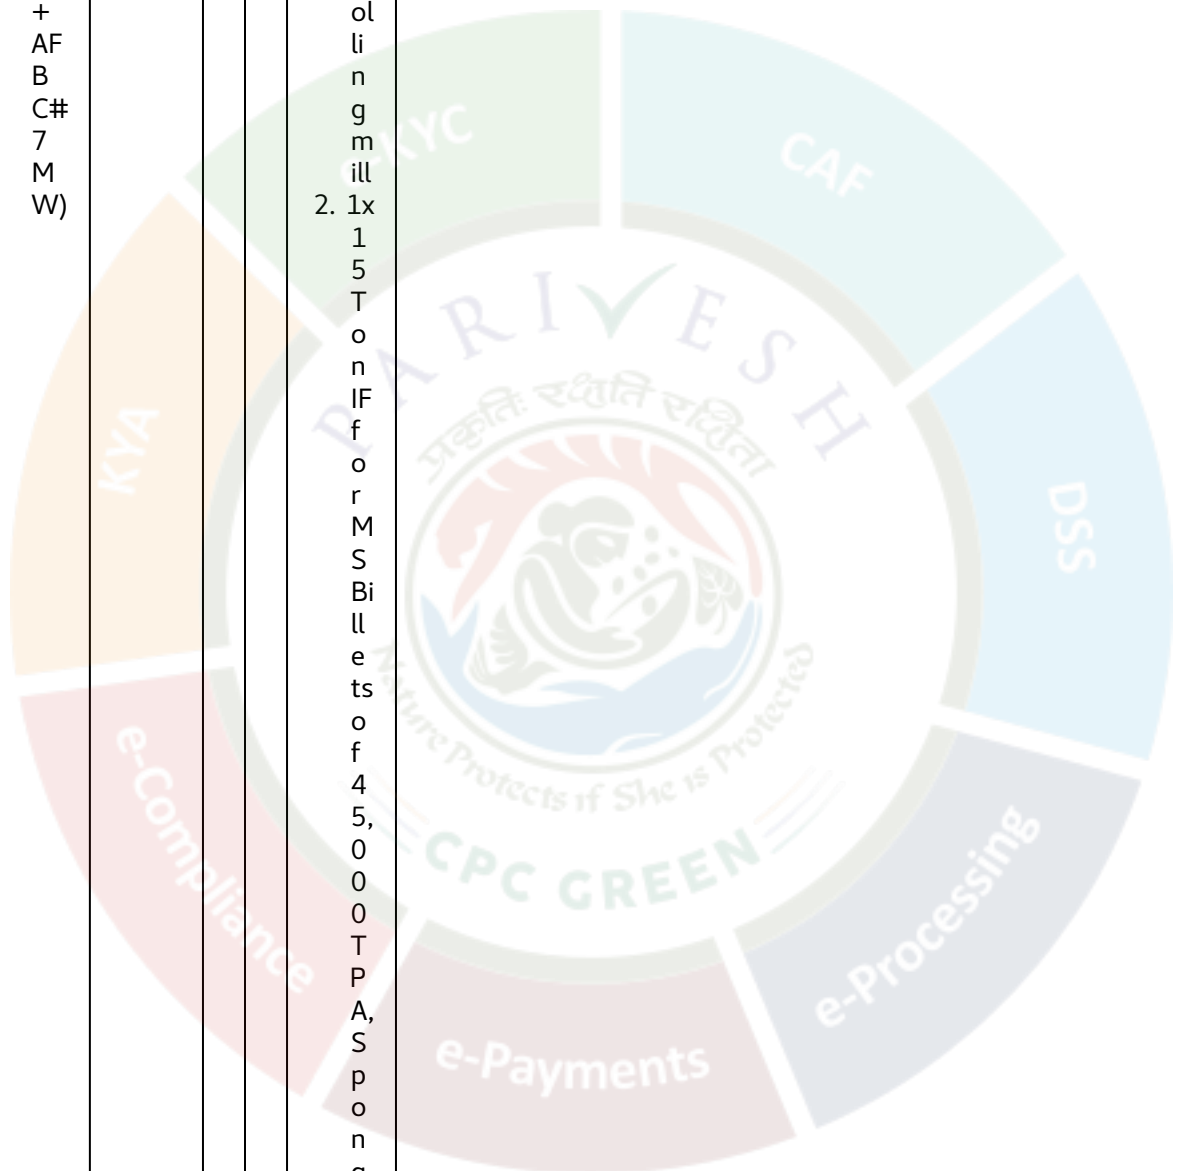 +
AF
B
C#
7
M
W)
ol
li
n
g
m
ill
2. 1x
1
5
T
o
n
IF
f
o
r
M
S
Bi
ll
e
ts
o
f
4
5,
0
0
0
T
P
A,
S
p
o
n
e-KYC
CAF
KYA
DSS
PARIVESH
प्रकृतिः रक्षति रक्षिता
Nature Protects if She is Protected
CPC GREEN
e-Compliance
e-Processing
e-Payments